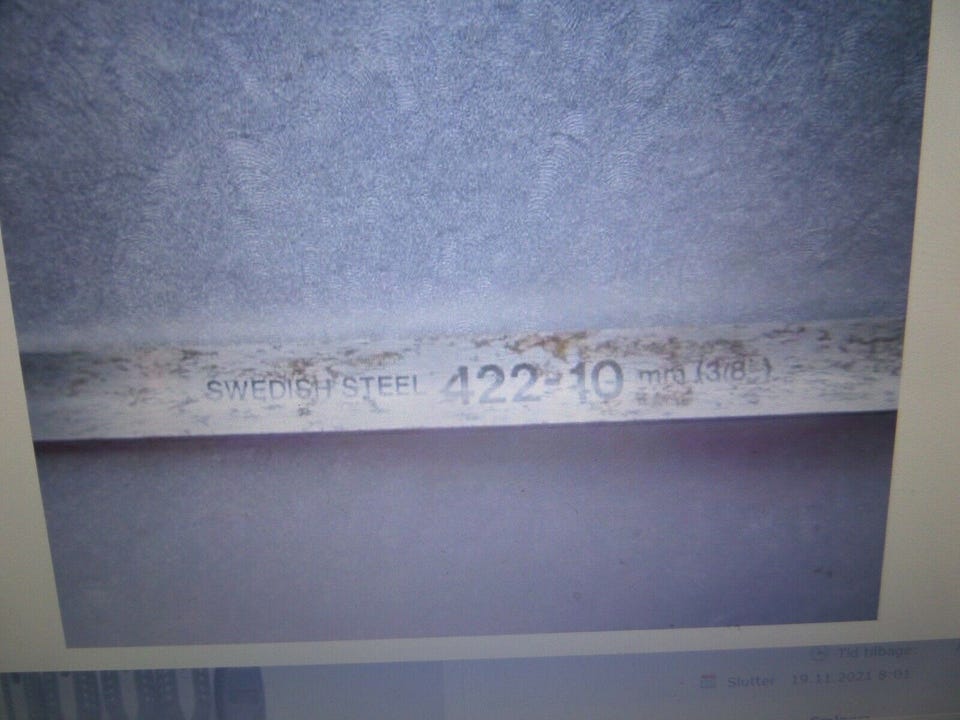 SWEDISH STEEL 422-10 mm (3/8")
Tid tilbage:
Slutter 19.11.2021 8:01